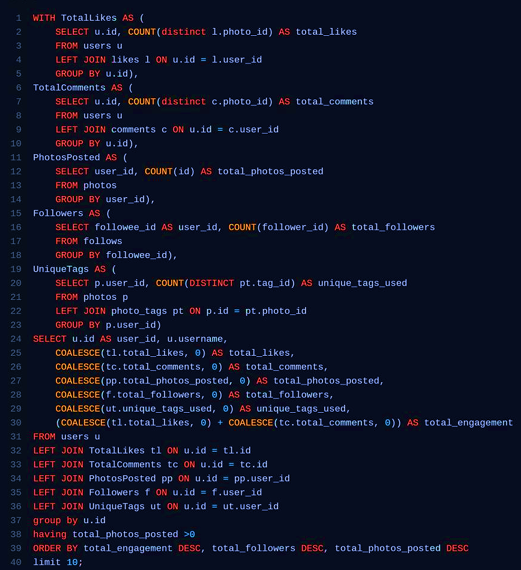 1 WITH TotalLikes AS (
2 SELECT u.id, COUNT(distinct l.photo_id) AS total_likes
3 FROM users u
4 LEFT JOIN likes l ON u.id = l.user_id
5 GROUP BY u.id),
6 TotalComments AS (
7 SELECT u.id, COUNT(distinct c.photo_id) AS total_comments
8 FROM users u
9 LEFT JOIN comments c ON u.id = c.user_id
10 GROUP BY u.id),
11 PhotosPosted AS (
12 SELECT user_id, COUNT(id) AS total_photos_posted
13 FROM photos
14 GROUP BY user_id),
15 Followers AS (
16 SELECT followee_id AS user_id, COUNT(follower_id) AS total_followers
17 FROM follows
18 GROUP BY followee_id),
19 UniqueTags AS (
20 SELECT p.user_id, COUNT(DISTINCT pt.tag_id) AS unique_tags_used
21 FROM photos p
22 LEFT JOIN photo_tags pt ON p.id = pt.photo_id
23 GROUP BY p.user_id)
24 SELECT u.id AS user_id, u.username,
25 COALESCE(tl.total_likes, 0) AS total_likes,
26 COALESCE(tc.total_comments, 0) AS total_comments,
27 COALESCE(pp.total_photos_posted, 0) AS total_photos_posted,
28 COALESCE(f.total_followers, 0) AS total_followers,
29 COALESCE(ut.unique_tags_used, 0) AS unique_tags_used,
30 (COALESCE(tl.total_likes, 0) + COALESCE(tc.total_comments, 0)) AS total_engagement
31 FROM users u
32 LEFT JOIN TotalLikes tl ON u.id = tl.id
33 LEFT JOIN TotalComments tc ON u.id = tc.id
34 LEFT JOIN PhotosPosted pp ON u.id = pp.user_id
35 LEFT JOIN Followers f ON u.id = f.user_id
36 LEFT JOIN UniqueTags ut ON u.id = ut.user_id
37 group by u.id
38 having total_photos_posted >0
39 ORDER BY total_engagement DESC, total_followers DESC, total_photos_posted DESC
40 limit 10;